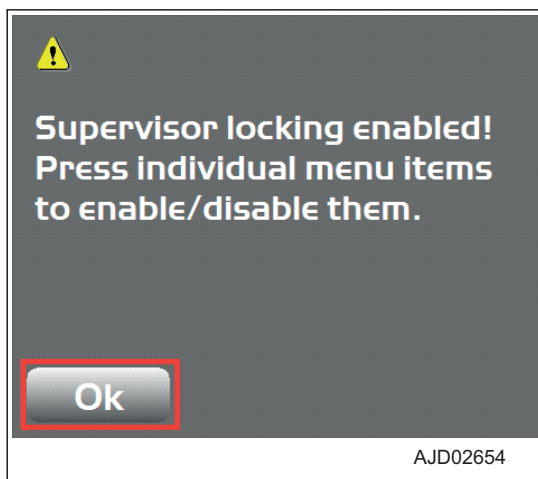 Supervisor locking enabled!
Press individual menu items
to enable/disable them.
Ok
AJD02654